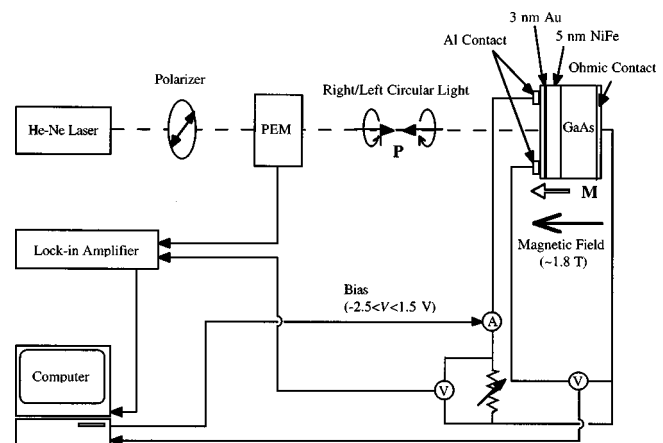 3 nm Au
5 nm NiFe
Al Contact
Ohmic Contact
Polarizer
Right/Left Circular Light
He-Ne Laser
PEM
GaAs
P
M
Magnetic Field
(~1.8 T)
Lock-in Amplifier
Bias
(-2.5<V<1.5 V)
A
Computer
V
V